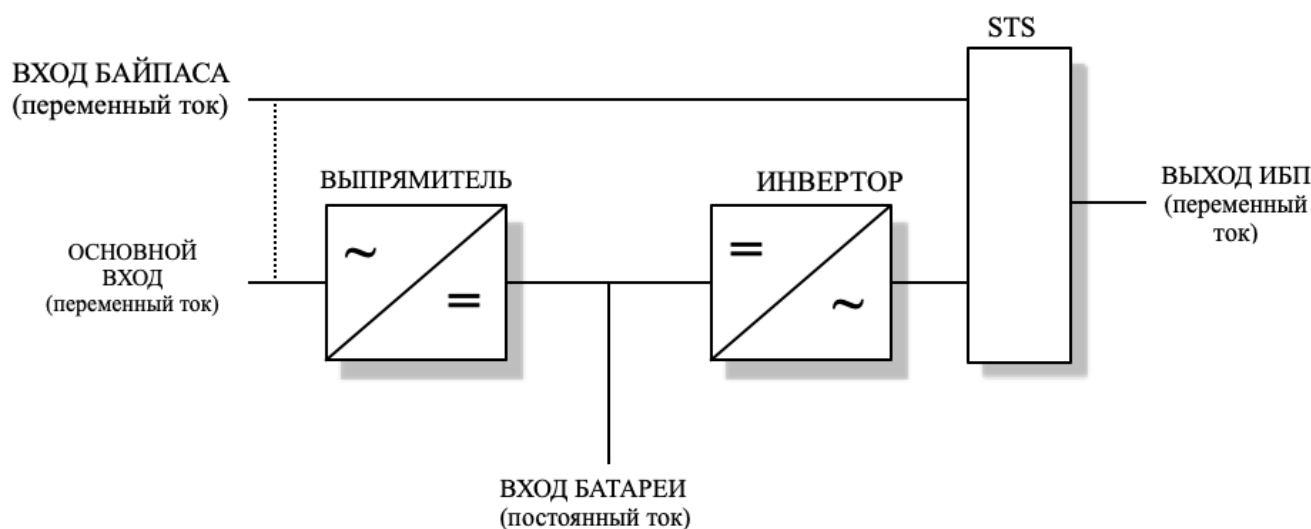 STS
ВХОД БАЙПАСА
(переменный ток)
ВЫПРЯМИТЕЛЬ
ИНВЕРТОР
ВЫХОД ИБП
(переменный
ток)
~
=
=
~
ОСНОВНОЙ
ВХОД
(переменный ток)
ВХОД БАТАРЕИ
(постоянный ток)